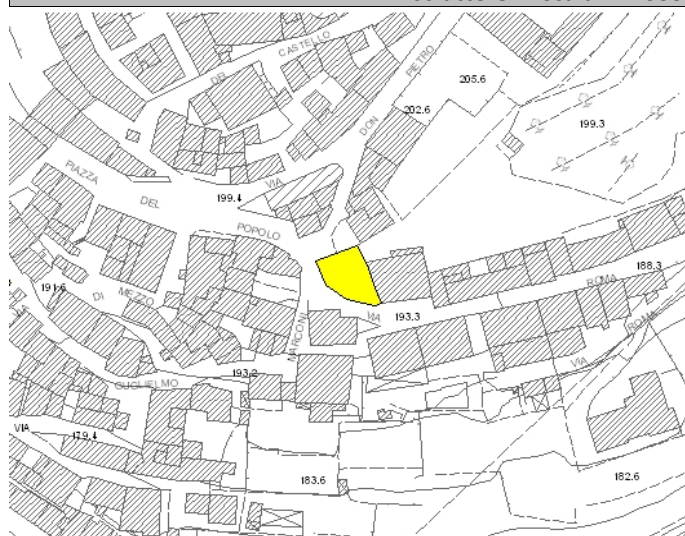 CASTELLO
DEL
PIETRO
DON
205.6
202.6
199.3
PIAZZA
DEL
POPOLO
VIA
199.4
191.6
DI MEZZO
MARCONI
VIA
193.3
ROMA
188.3
VIA
ROMA
193.2
GUGLIELMO
VIA
179.4
183.6
182.6